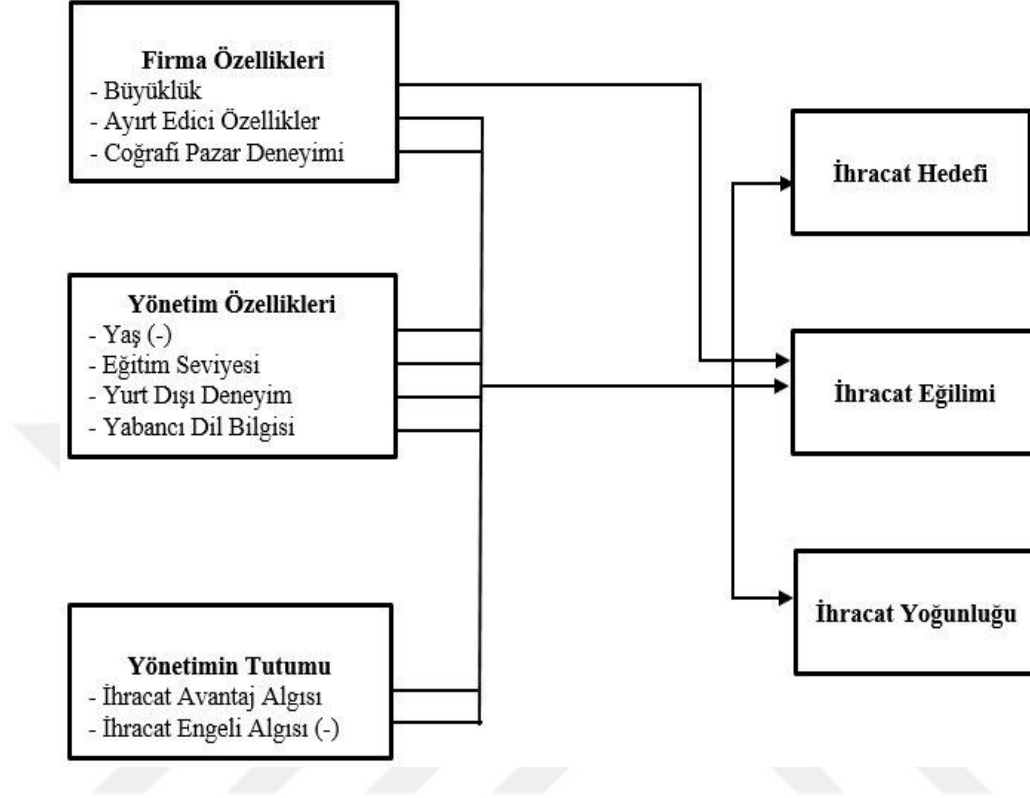 Firma Özellikleri
- Büyüklük
- Ayırt Edici Özellikler
- Coğrafi Pazar Deneyimi
Yönetim Özellikleri
- Yaş (-)
- Eğitim Seviyesi
- Yurt Dışı Deneyim
- Yabancı Dil Bilgisi
Yönetimin Tutumu
- İhracat Avantaj Algısı
- İhracat Engeli Algısı (-)
İhracat Hedefi
İhracat Eğilimi
İhracat Yoğunluğu